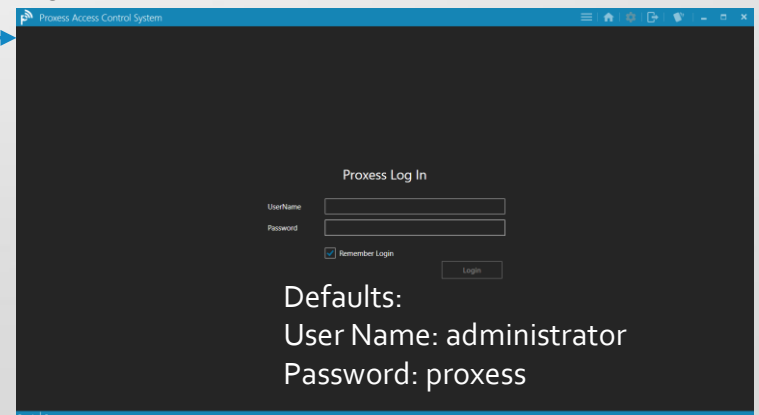 Proxess Access Control System
Proxess Log In
UserName
Password
Remember Login
Login
Defaults:
User Name: administrator
Password: proxess